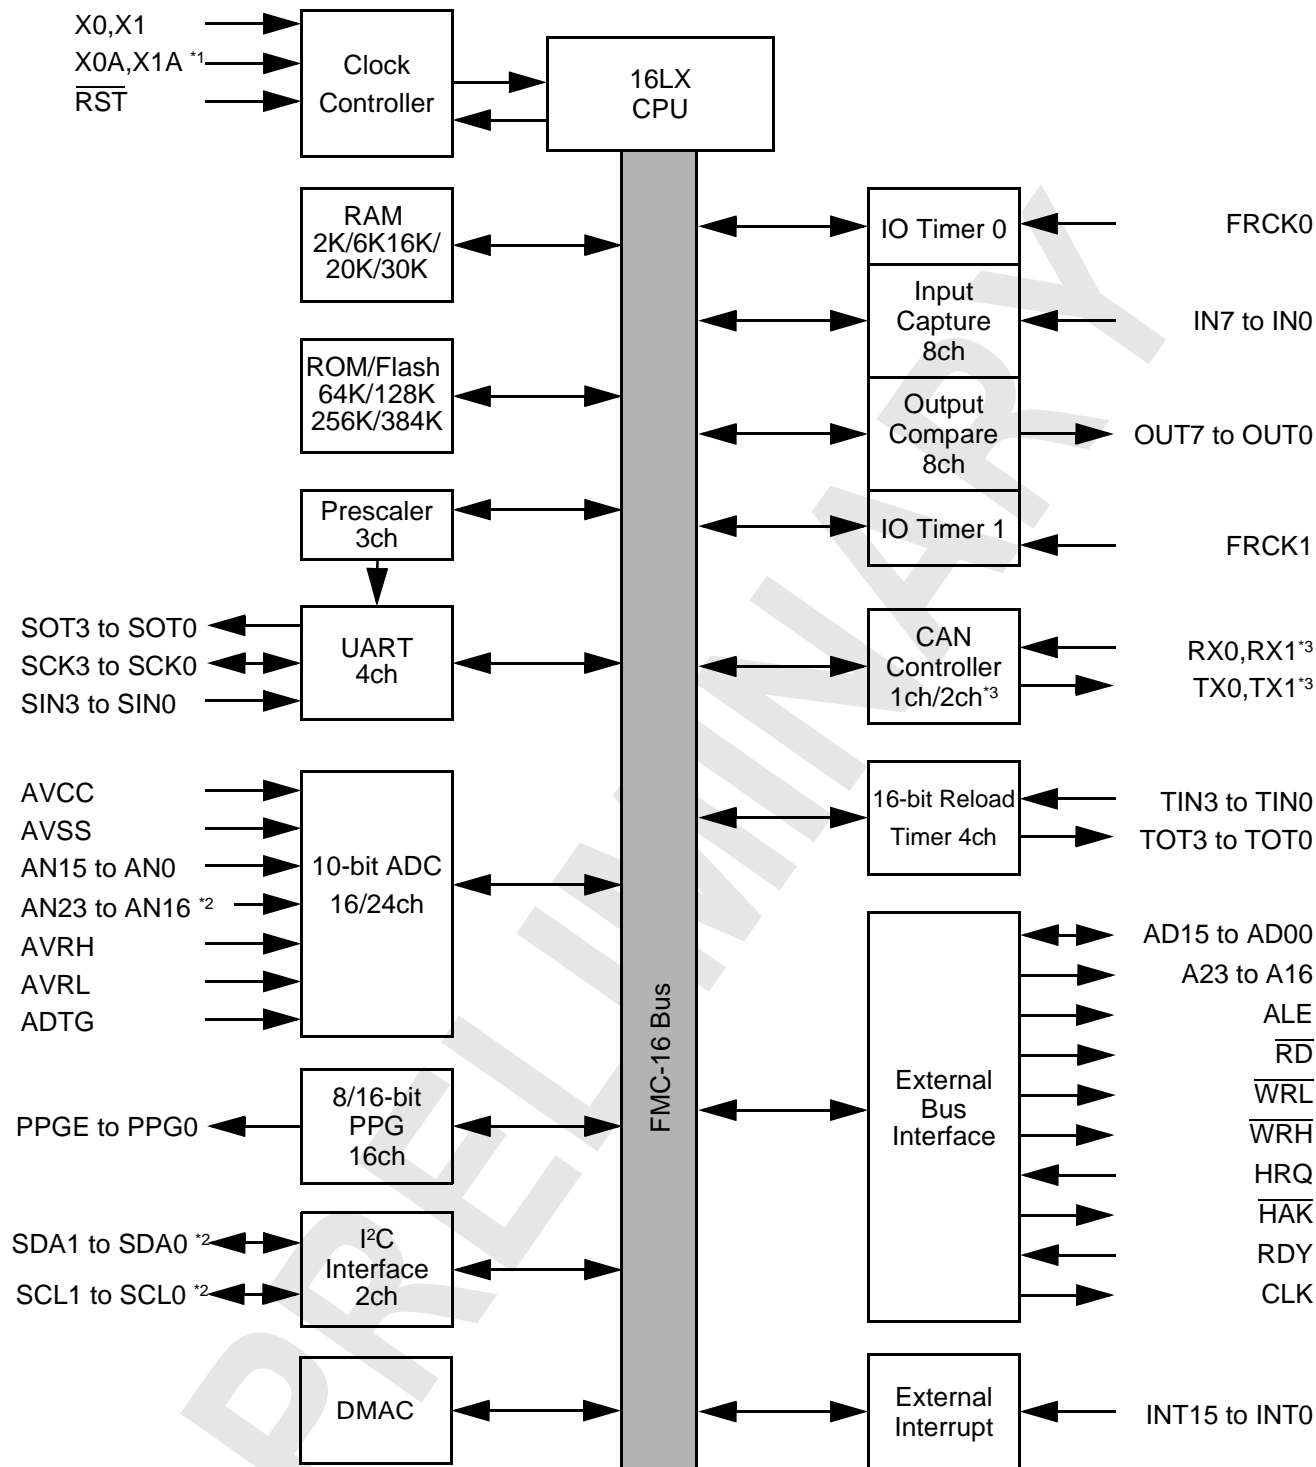 X0,X1
X0A,X1A *1
RST
Clock
Controller
16LX
CPU
RAM
2K/6K16K/
20K/30K
ROM/Flash
64K/128K
256K/384K
Prescaler
3ch
SOT3 to SOT0
SCK3 to SCK0
SIN3 to SIN0
UART
4ch
AVCC
AVSS
AN15 to AN0
AN23 to AN16 *2
AVRH
AVRL
ADTG
10-bit ADC
16/24ch
PPGE to PPG0
8/16-bit
PPG
16ch
SDA1 to SDA0 *2
SCL1 to SCL0 *2
I²C
Interface
2ch
DMAC
FMC-16 Bus
IO Timer 0
FRCK0
Input
Capture
8ch
IN7 to IN0
Output
Compare
8ch
OUT7 to OUT0
IO Timer 1
FRCK1
CAN
Controller
1ch/2ch*3
RX0,RX1*3
TX0,TX1*3
16-bit Reload
Timer 4ch
TIN3 to TIN0
TOT3 to TOT0
External
Bus
Interface
AD15 to AD00
A23 to A16
ALE
RD
WRL
WRH
HRQ
HAK
RDY
CLK
External
Interrupt
INT15 to INT0
PRELIMINARY